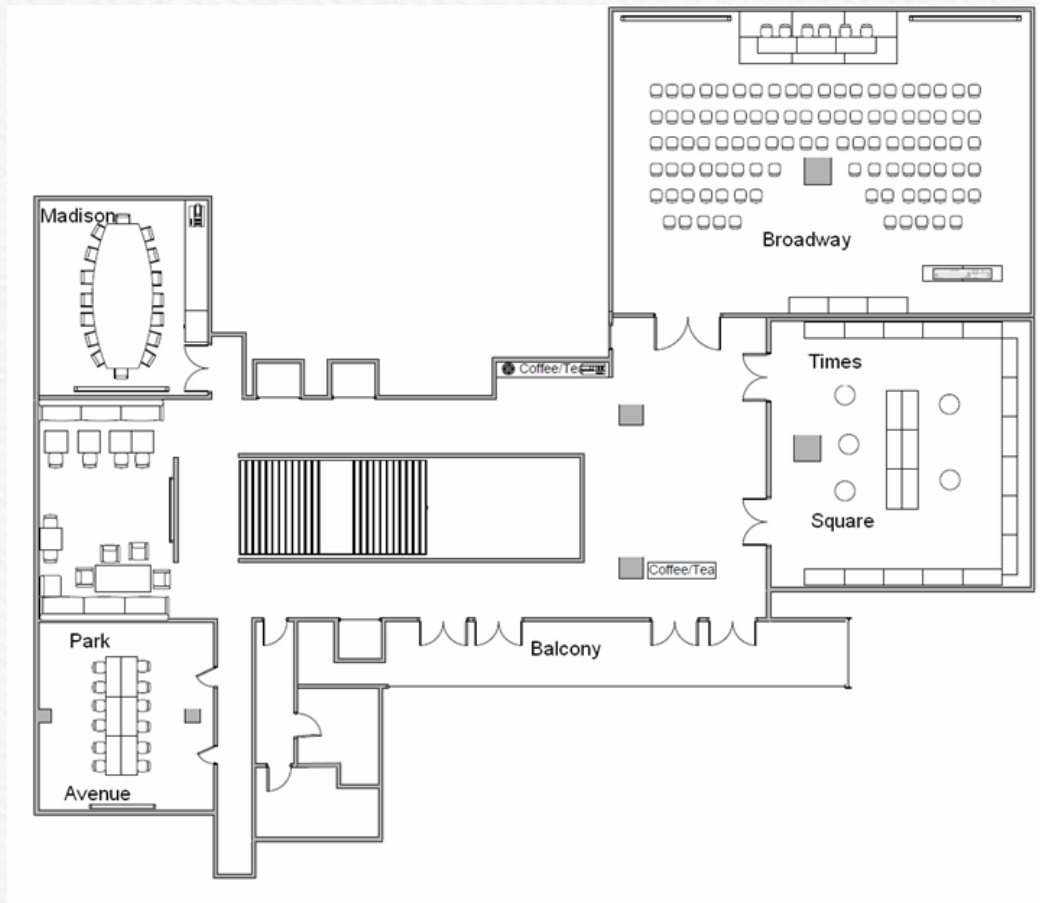 Madison
Broadway
Coffee/Tea
Times
Square
Coffee/Tea
Park
Balcony
Avenue